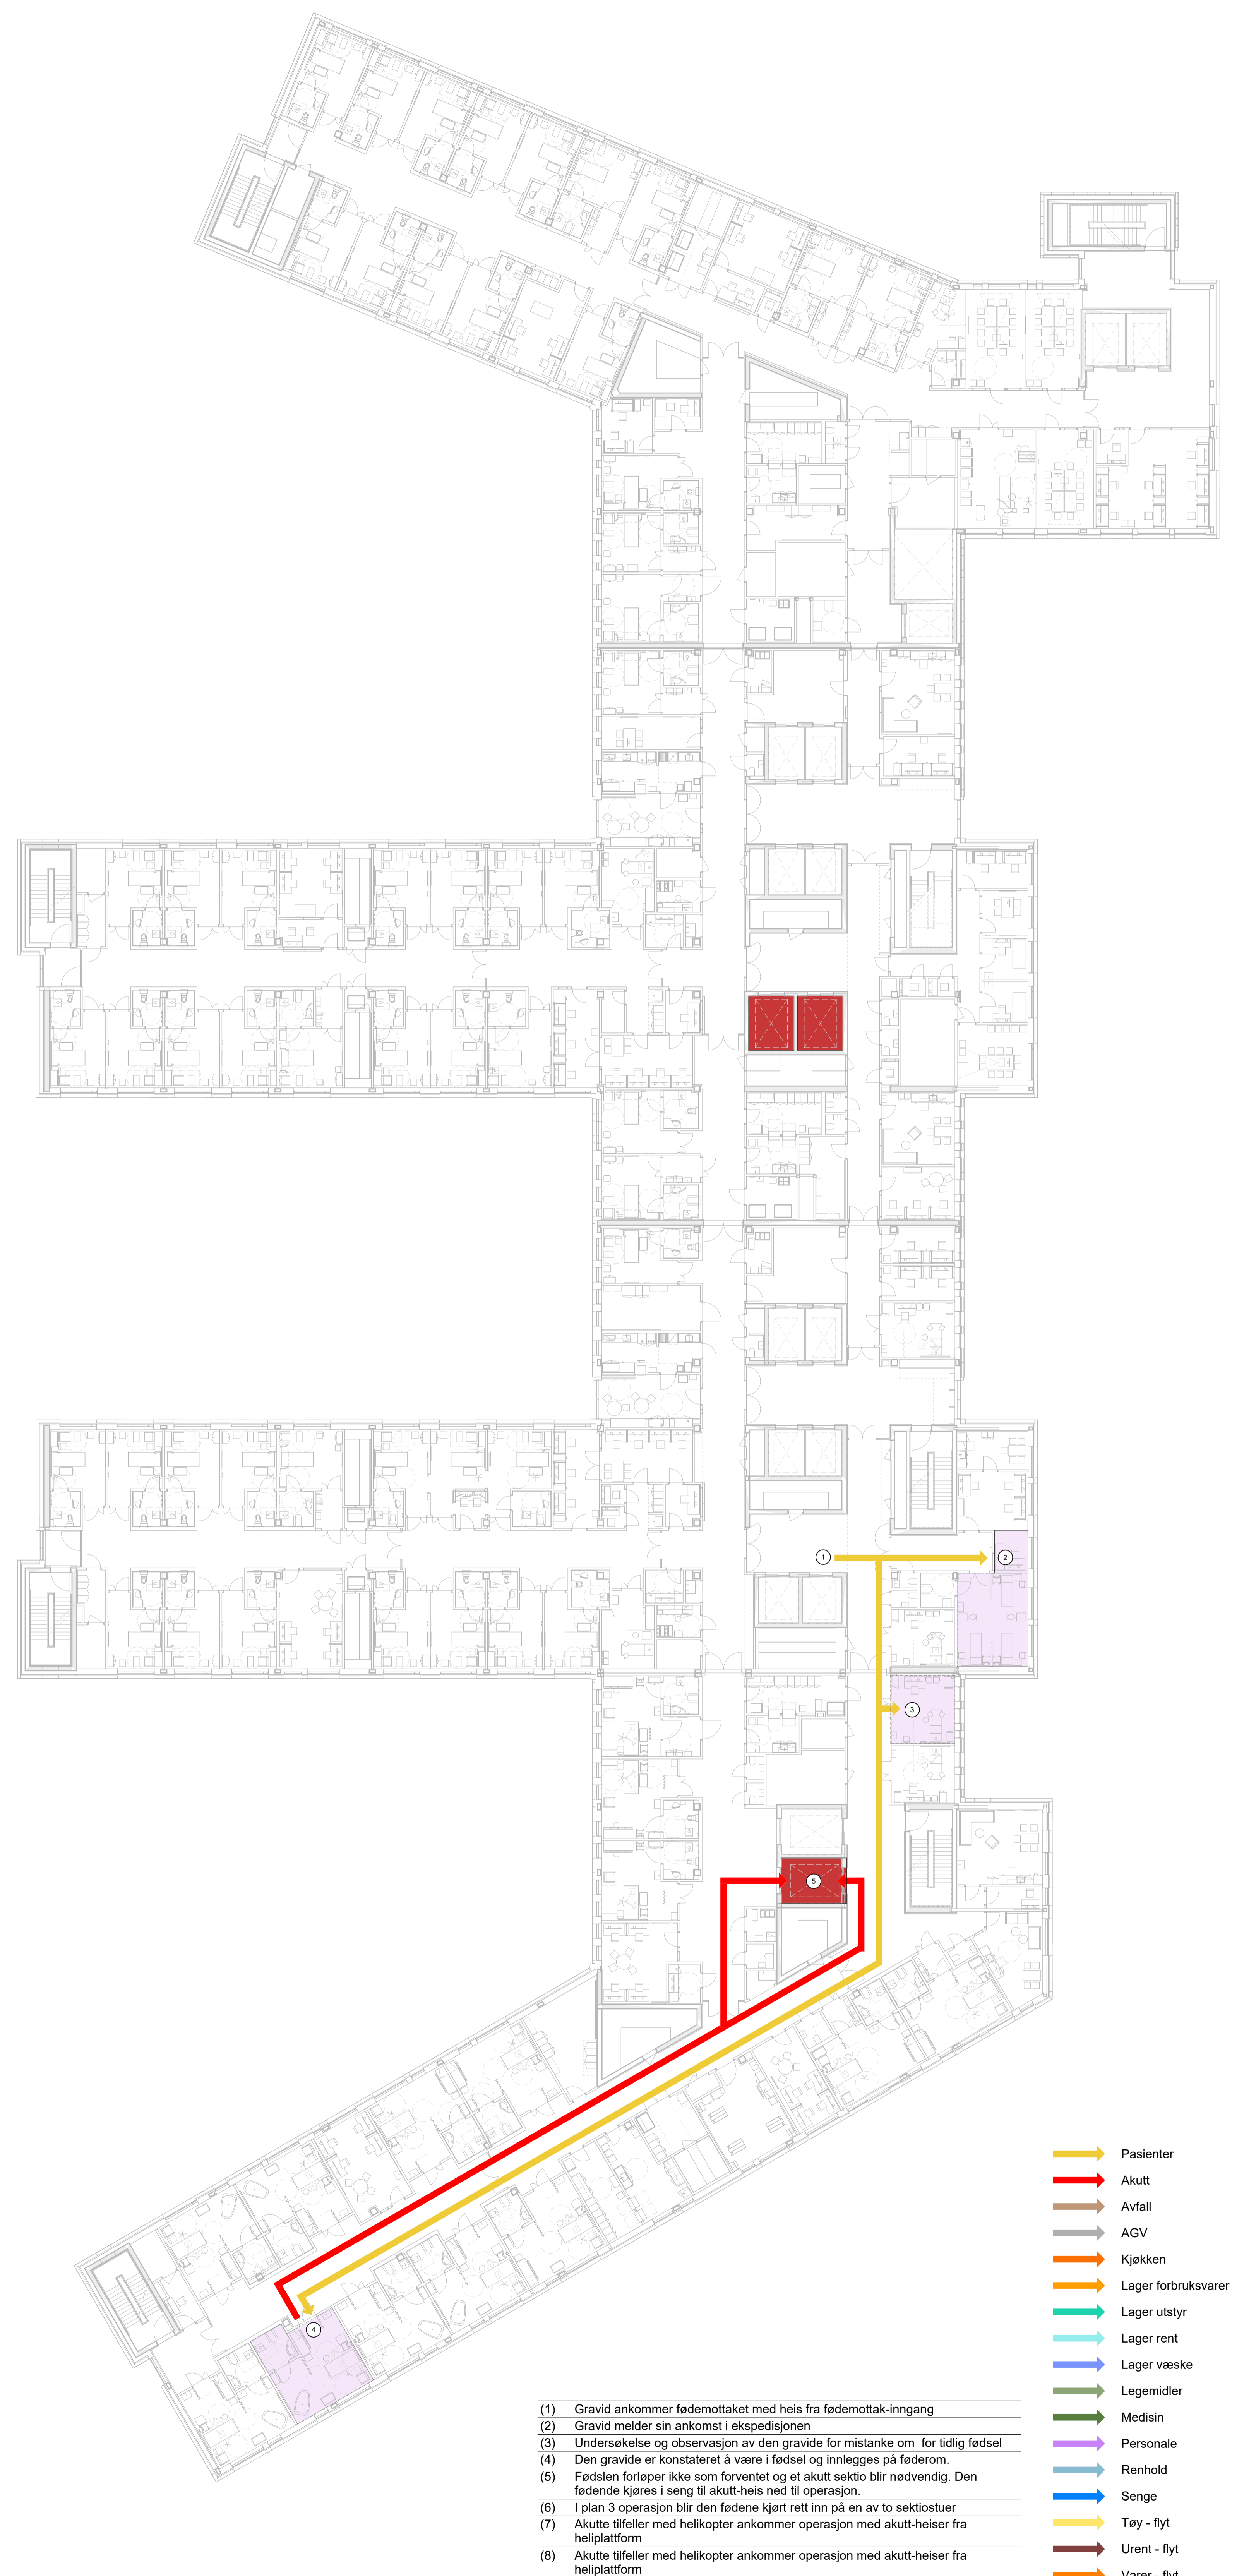 1
2
3
5
4
Pasienter
Akutt
Avfall
AGV
Kjøkken
Lager forbruksvarer
Lager utstyr
Lager rent
Lager væske
Legemidler
Medisin
Personale
Renhold
Senge
Tøy - flyt
Urent - flyt
Varer - flyt
(1) Gravid ankommer fødemottaket med heis fra fødemottak-inngang
(2) Gravid melder sin ankomst i ekspedisjonen
(3) Undersøkelse og observasjon av den gravide for mistanke om for tidlig fødsel
(4) Den gravide er konstateret å være i fødsel og innlegges på føderom.
(5) Fødslen forløper ikke som forventet og et akutt sektio blir nødvendig. Den
fødende kjøres i seng til akutt-heis ned til operasjon.
(6) I plan 3 operasjon blir den fødene kjørt rett inn på en av to sektiostuer
(7) Akutte tilfeller med helikopter ankommer operasjon med akutt-heiser fra
heliplattform
(8) Akutte tilfeller med helikopter ankommer operasjon med akutt-heiser fra
heliplattform